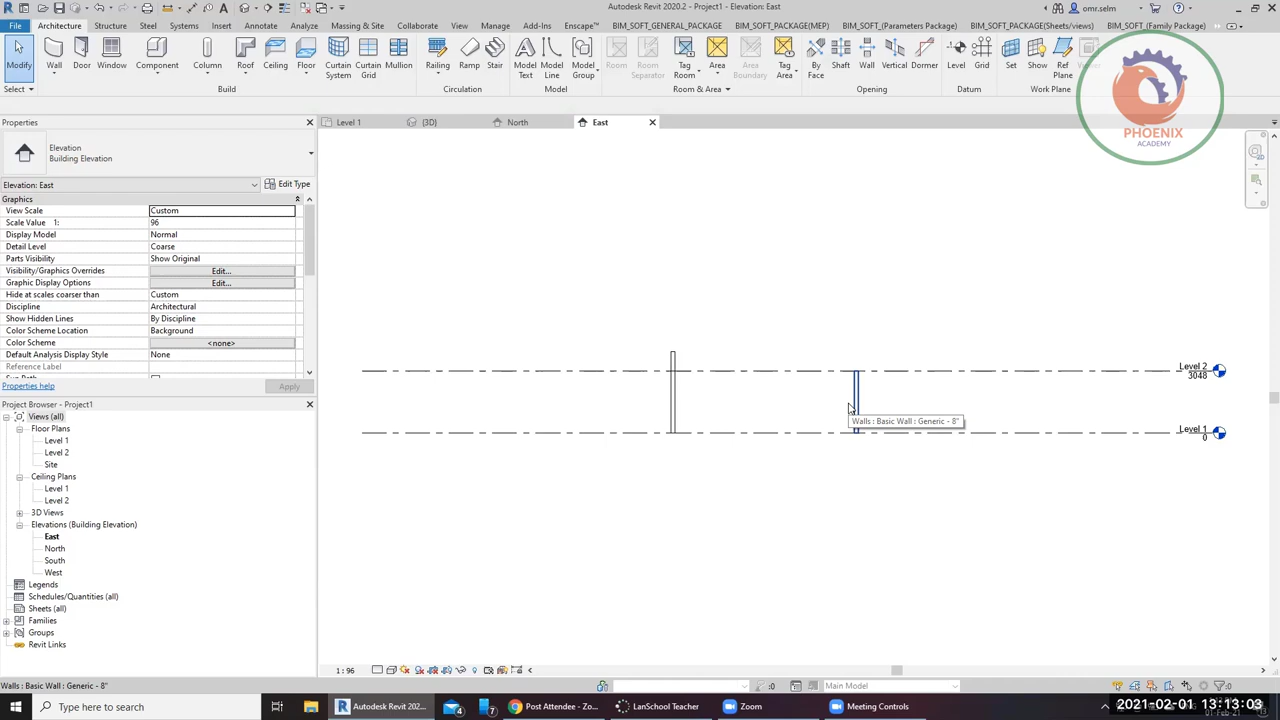 Autodesk Revit 2020.2 - Project1 - Elevation: East
omr.selm
File Architecture Structure Steel Systems Insert Annotate Analyze Massing & Site Collaborate View Manage Add-Ins Enscape™ BIM_SOFT_GENERAL_PACKAGE BIM_SOFT_PACKAGE(MEP) BIM_SOFT_(Parameters Package) BIM_SOFT_PACKAGE(Sheets/views) BIM_SOFT_(Family Package)
Modify Wall Door Window Component Column Roof Ceiling Floor Curtain System Curtain Grid Mullion Railing Ramp Stair Model Text Model Line Model Group Room Room Separator Tag Room Area Area Boundary Tag Area By Face Shaft Wall Vertical Dormer Level Grid Set Show Ref Plane Viewer
Select Build Circulation Model Room & Area Opening Datum Work Plane
PHOENIX
ACADEMY
Properties
Level 1 {3D} North East
Elevation
Building Elevation
Elevation: East Edit Type
Graphics
View Scale Custom
Scale Value 1: 96
Display Model Normal
Detail Level Coarse
Parts Visibility Show Original
Visibility/Graphics Overrides Edit...
Graphic Display Options Edit...
Hide at scales coarser than Custom
Discipline Architectural
Show Hidden Lines By Discipline
Color Scheme Location Background
Color Scheme <none>
Default Analysis Display Style None
Reference Label
Properties help Apply
Project Browser - Project1
Views (all)
Floor Plans
Level 1
Level 2
Site
Ceiling Plans
Level 1
Level 2
3D Views
Elevations (Building Elevation)
East
North
South
West
Legends
Schedules/Quantities (all)
Sheets (all)
Families
Groups
Revit Links
Level 2
3048
Walls : Basic Wall : Generic - 8"
Level 1
0
1 : 96
Walls : Basic Wall : Generic - 8"
:0 Main Model :0
Type here to search Autodesk Revit 2020.2... 4 7 Post Attendee - Zo... LanSchool Teacher Zoom Meeting Controls
2021-02-01 13:13:03